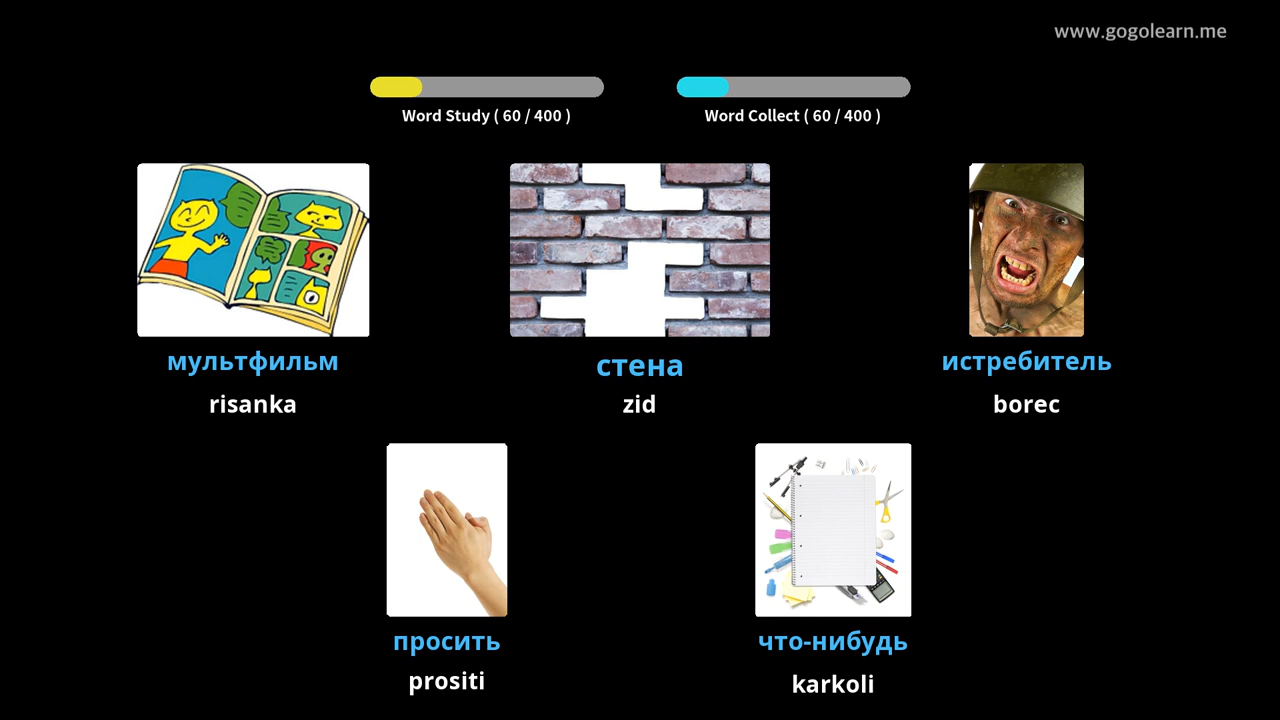 www.gogolearn.me
Word Study ( 60 / 400 )
Word Collect ( 60 / 400 )
мультфильм
risanka
стена
zid
истребитель
borec
просить
prositi
что-нибудь
karkoli